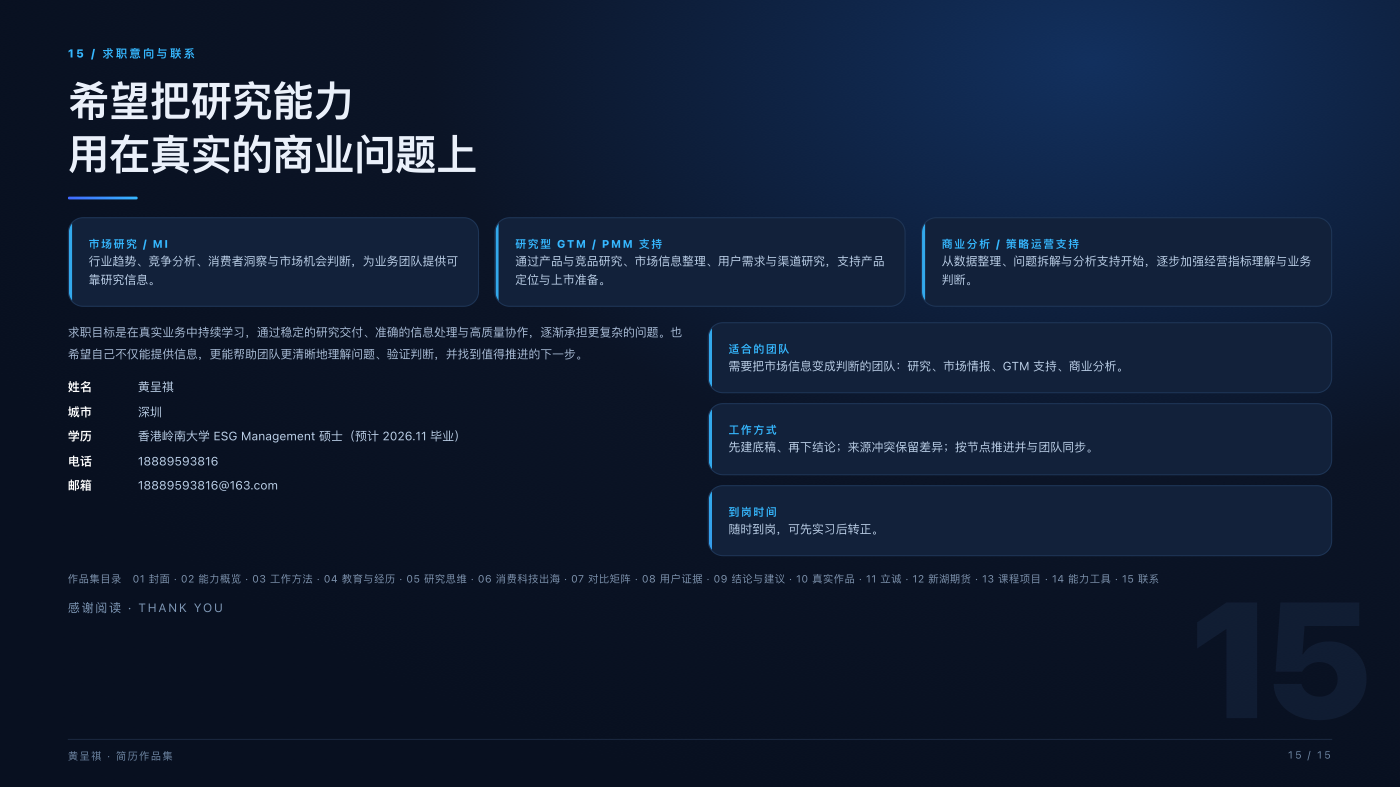 15 / 求职意向与联系
希望把研究能力
用在真实的商业问题上
市场研究 / MI
行业趋势、竞争分析、消费者洞察与市场机会判断，为业务团队提供可
靠研究信息。
研究型 GTM / PMM 支持
通过产品与竞品研究、市场信息整理、用户需求与渠道研究，支持产品
定位与上市准备。
商业分析 / 策略运营支持
从数据整理、问题拆解与分析支持开始，逐步加强经营指标理解与业务
判断。
求职目标是在真实业务中持续学习，通过稳定的研究交付、准确的信息处理与高质量协作，逐渐承担更复杂的问题。也
希望自己不仅能提供信息，更能帮助团队更清晰地理解问题、验证判断，并找到值得推进的下一步。
姓名 黄呈祺
城市 深圳
学历 香港岭南大学 ESG Management 硕士（预计 2026.11 毕业）
电话 18889593816
邮箱 18889593816@163.com
适合的团队
需要把市场信息变成判断的团队：研究、市场情报、GTM 支持、商业分析。
工作方式
先建底稿、再下结论；来源冲突保留差异；按节点推进并与团队同步。
到岗时间
随时到岗，可先实习后转正。
作品集目录 01 封面 · 02 能力概览 · 03 工作方法 · 04 教育与经历 · 05 研究思维 · 06 消费科技出海 · 07 对比矩阵 · 08 用户证据 · 09 结论与建议 · 10 真实作品 · 11 立诚 · 12 新湖期货 · 13 课程项目 · 14 能力工具 · 15 联系
感谢阅读 · THANK YOU
15
黄呈祺 · 简历作品集
15 / 15